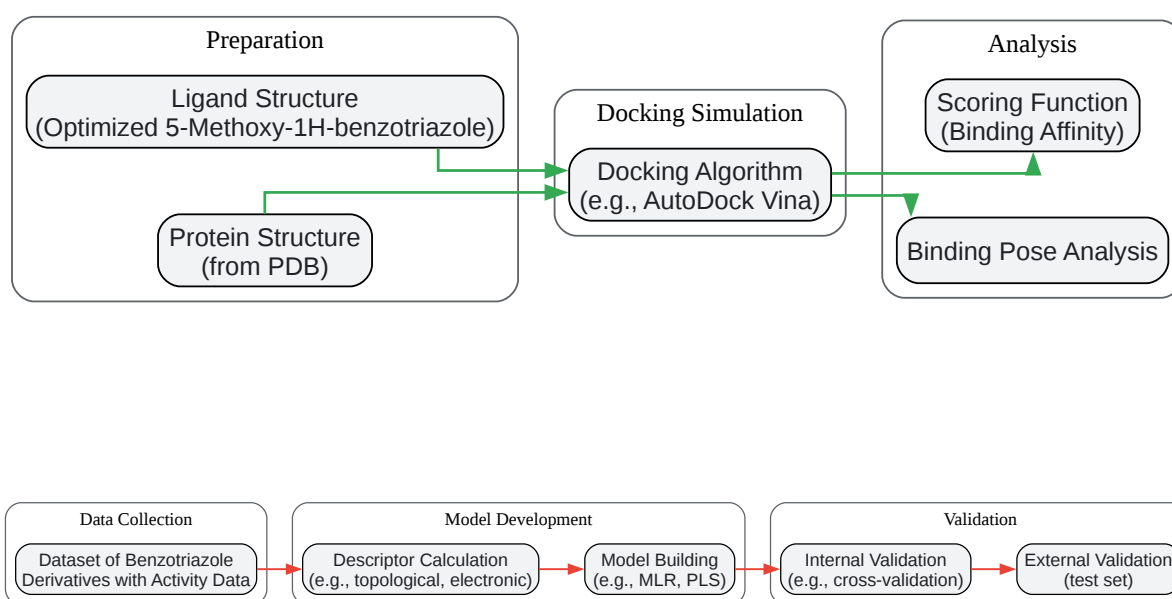 Preparation
Ligand Structure
(Optimized 5-Methoxy-1H-benzotriazole)
Protein Structure
(from PDB)
Docking Simulation
Docking Algorithm
(e.g., AutoDock Vina)
Analysis
Scoring Function
(Binding Affinity)
Binding Pose Analysis
Data Collection
Dataset of Benzotriazole
Derivatives with Activity Data
Model Development
Descriptor Calculation
(e.g., topological, electronic)
Model Building
(e.g., MLR, PLS)
Validation
Internal Validation
(e.g., cross-validation)
External Validation
(test set)